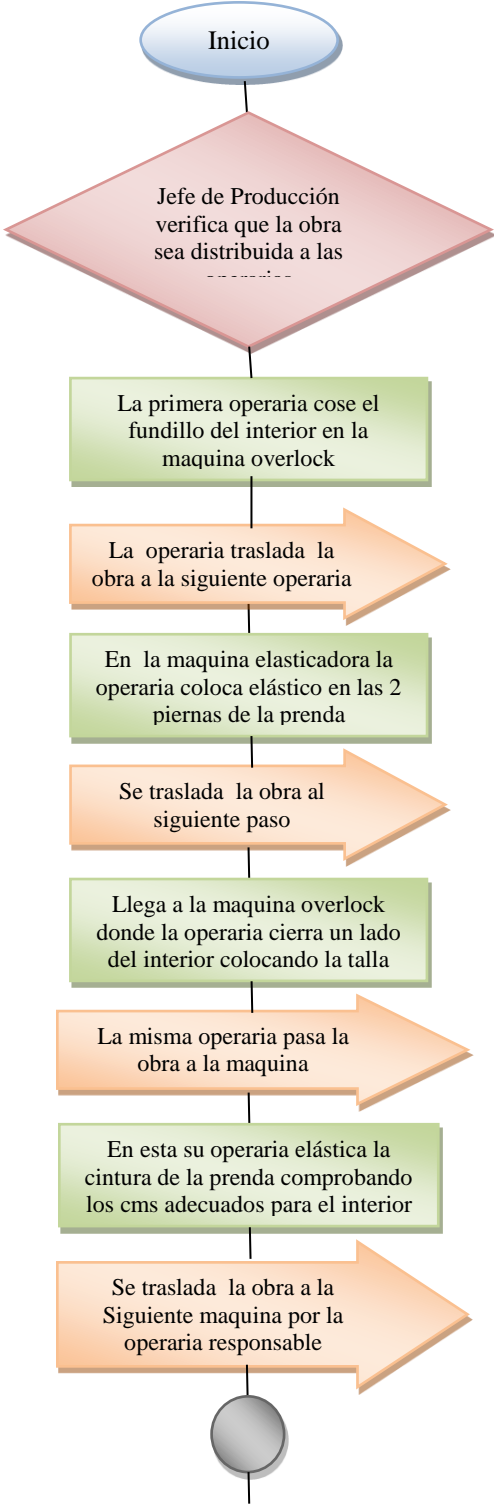 Inicio
Jefe de Producción
verifica que la obra
sea distribuida a las
La primera operaria cose el
fundillo del interior en la
maquina overlock
La operaria traslada la
obra a la siguiente operaria
En la maquina elasticadora la
operaria coloca elástico en las 2
piernas de la prenda
Se traslada la obra al
siguiente paso
Llega a la maquina overlock
donde la operaria cierra un lado
del interior colocando la talla
La misma operaria pasa la
obra a la maquina
En esta su operaria elástica la
cintura de la prenda comprobando
los cms adecuados para el interior
Se traslada la obra a la
Siguiente maquina por la
operaria responsable